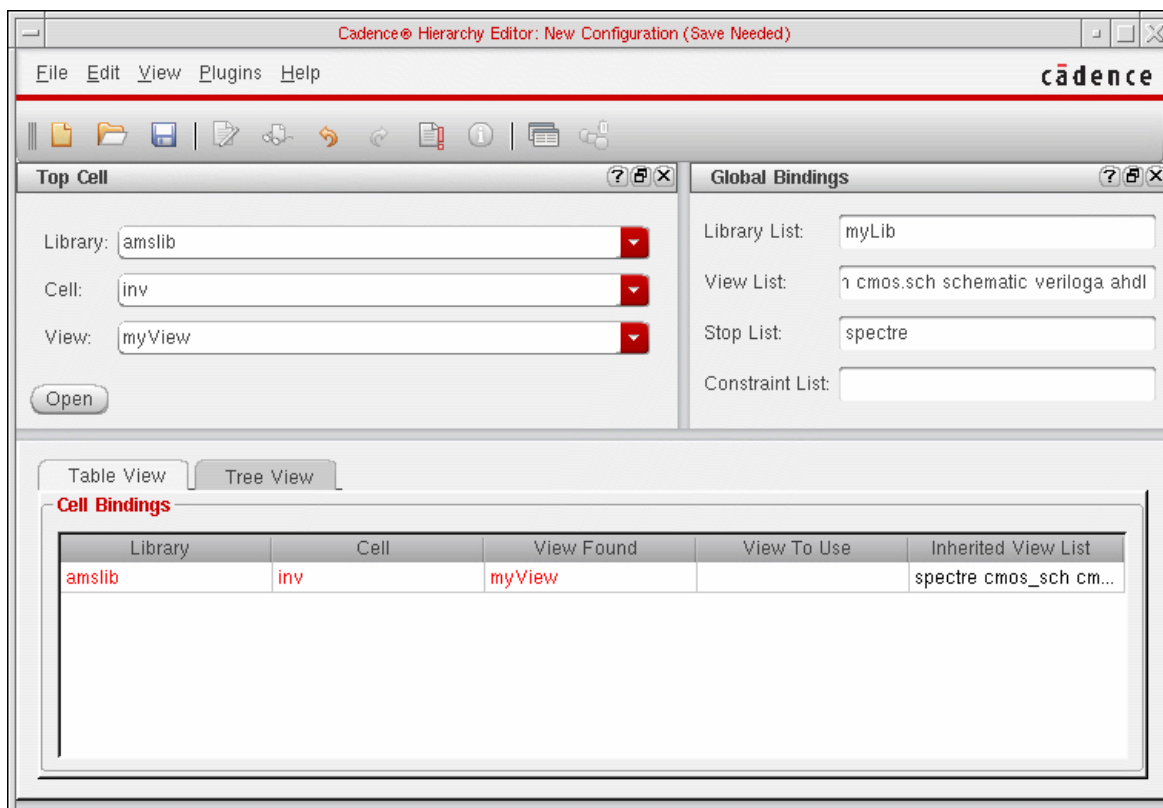 Cadence® Hierarchy Editor: New Configuration (Save Needed)
File Edit View Plugins Help
cādence
Top Cell
Library: amslib
Cell: inv
View: myView
Open
Global Bindings
Library List: myLib
View List: cmos.sch schematic veriloga ahdl
Stop List: spectre
Constraint List:
Table View Tree View
Cell Bindings
Library Cell View Found View To Use Inherited View List
amslib inv myView spectre cmos_sch cm...